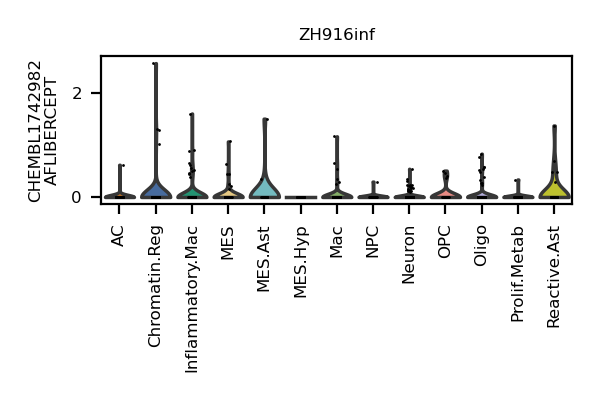 ZH916inf
CHEMBL1742982
AFLIBERCEPT
2
0
AC
Chromatin.Reg
Inflammatory.Mac
MES
MES.Ast
MES.Hyp
Mac
NPC
Neuron
OPC
Oligo
Prolif.Metab
Reactive.Ast